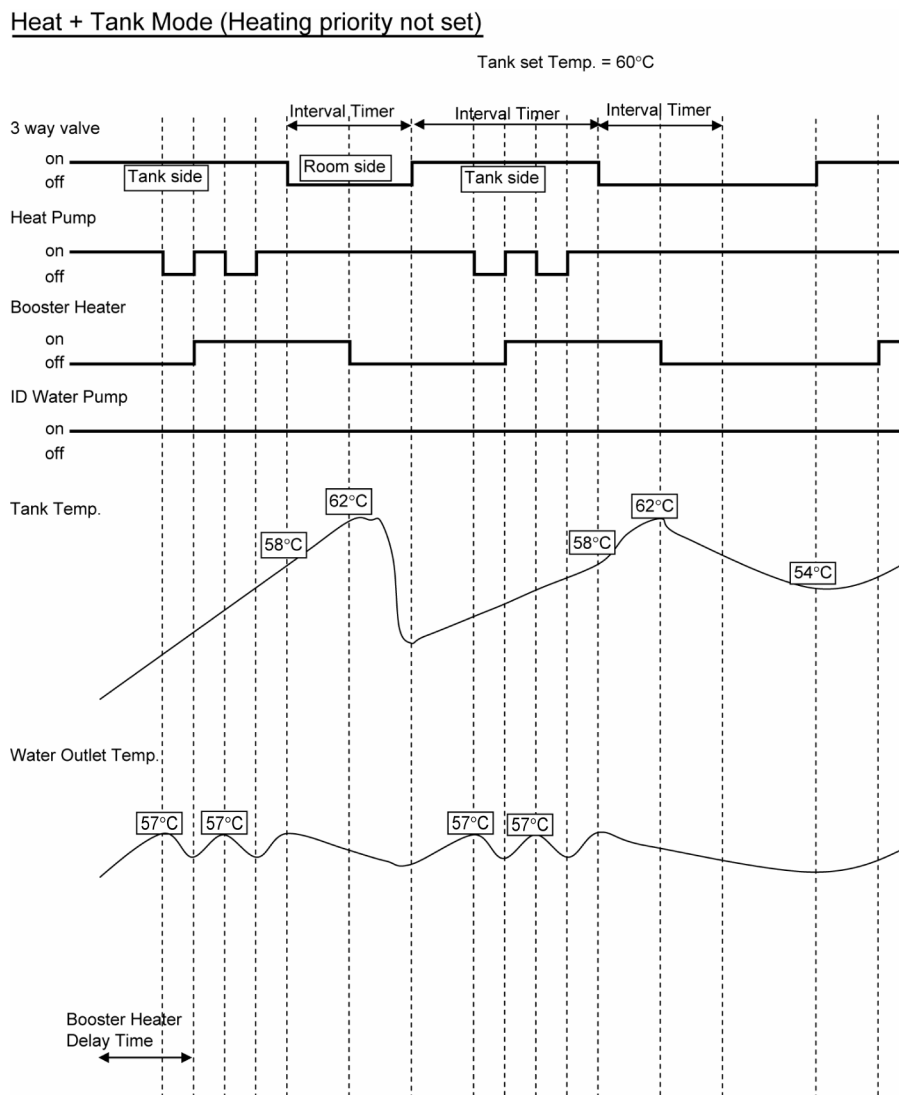 Heat + Tank Mode (Heating priority not set)
Tank set Temp. = 60°C
Interval Timer
Interval Timer
Interval Timer
3 way valve
on
off
Tank side
Room side
Tank side
Heat Pump
on
off
Booster Heater
on
off
ID Water Pump
on
off
Tank Temp.
58°C
62°C
58°C
62°C
54°C
Water Outlet Temp.
57°C
57°C
57°C
57°C
Booster Heater
Delay Time